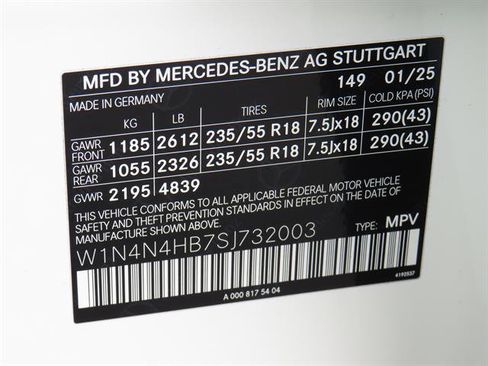 MFD BY MERCEDES-BENZ AG STUTTGART
MADE IN GERMANY 149 01/25
KG LB TIRES RIM SIZE COLD KPA(PSI)
GAWR FRONT 1185 2612 235/55 R18 7.5Jx18 290(43)
GAWR REAR 1055 2326 235/55 R18 7.5Jx18 290(43)
GVWR 2195 4839
THIS VEHICLE CONFORMS TO ALL APPLICABLE FEDERAL MOTOR VEHICLE
SAFETY AND THEFT PREVENTION STANDARDS IN EFFECT ON THE DATE
OF MANUFACTURE SHOWN ABOVE.
W1N4N4HB7SJ732003 TYPE: MPV
A 000 817 54 04
4192537